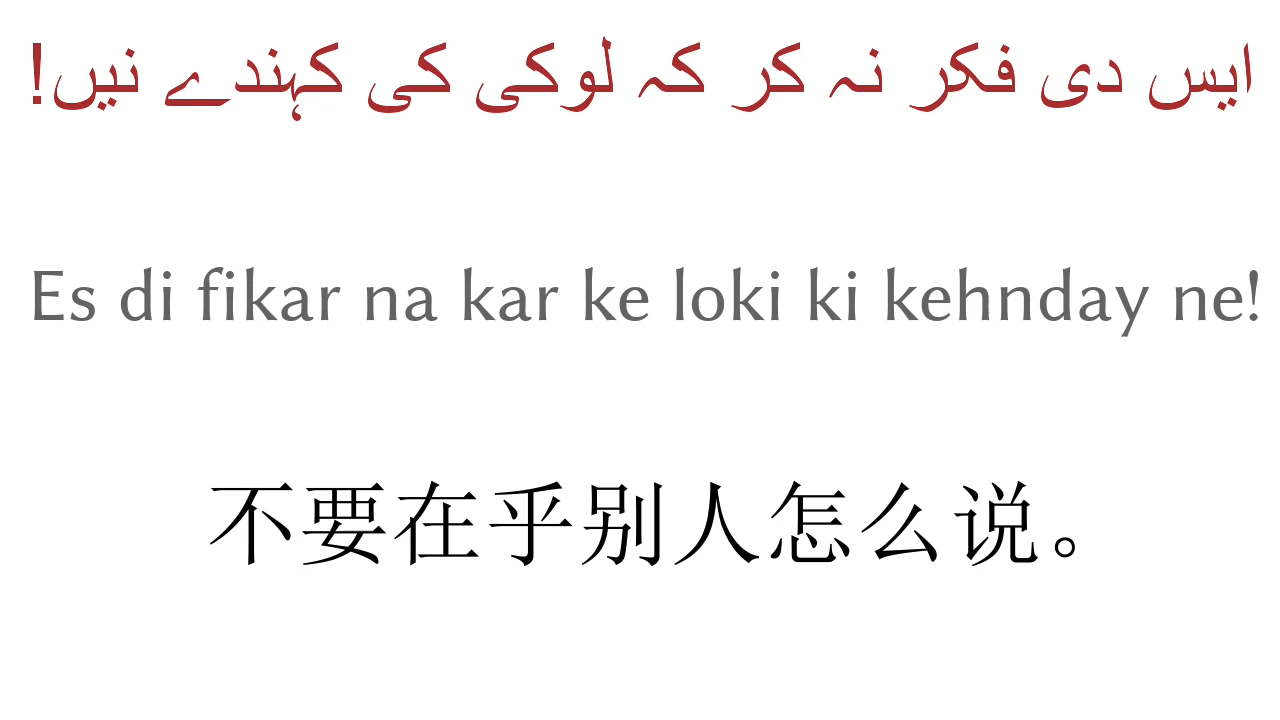 ایس دی فکر نہ کر کہ لوکی کی کہندے نیں!
Es di fikar na kar ke loki ki kehnday ne!
不要在乎别人怎么说。